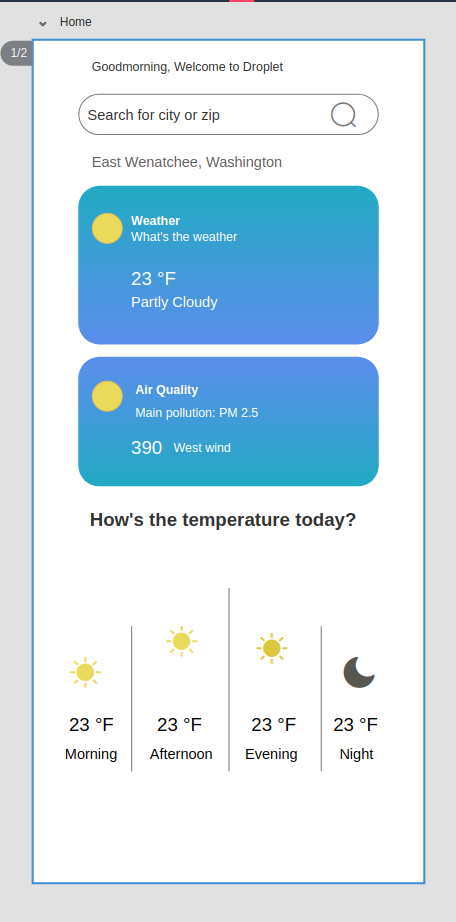 Home
1/2
Goodmorning, Welcome to Droplet
Search for city or zip
East Wenatchee, Washington
Weather
What's the weather
23 °F
Partly Cloudy
Air Quality
Main pollution: PM 2.5
390 West wind
How's the temperature today?
23 °F 23 °F 23 °F 23 °F
Morning Afternoon Evening Night